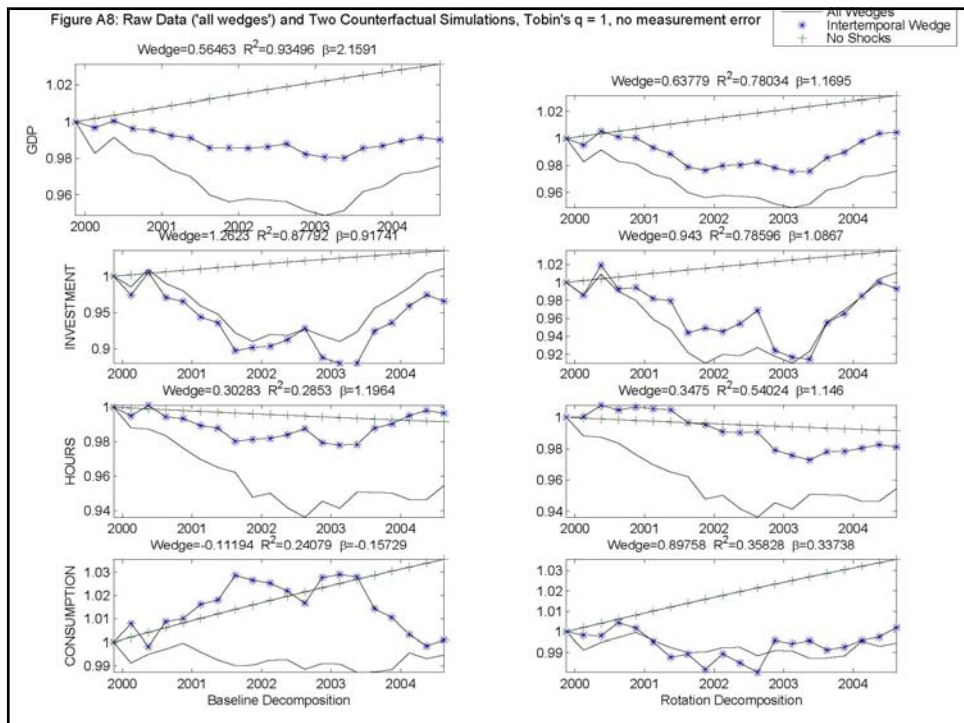 Figure A8: Raw Data ('all wedges') and Two Counterfactual Simulations, Tobin's q = 1, no measurement error
All Wedges
Intertemporal Wedge
No Shocks
Wedge=0.56463 R²=0.93496 β=2.1591
1.02
1
0.98
0.96
GDP
2000 2001 2002 2003 2004
Wedge=0.63779 R²=0.78034 β=1.1695
1.02
1
0.98
0.96
2000 2001 2002 2003 2004
Wedge=1.2623 R²=0.87792 β=0.91741
1
0.95
0.9
INVESTMENT
2000 2001 2002 2003 2004
Wedge=0.943 R²=0.78596 β=1.0867
1.02
1
0.98
0.96
0.94
0.92
2000 2001 2002 2003 2004
Wedge=0.30283 R²=0.2853 β=1.1964
1
0.98
0.96
0.94
HOURS
2000 2001 2002 2003 2004
Wedge=0.3475 R²=0.54024 β=1.146
1
0.98
0.96
0.94
2000 2001 2002 2003 2004
Wedge=-0.11194 R²=0.24079 β=-0.15729
1.03
1.02
1.01
1
0.99
CONSUMPTION
2000 2001 2002 2003 2004
Baseline Decomposition
Wedge=0.89758 R²=0.35828 β=0.33738
1.03
1.02
1.01
1
0.99
2000 2001 2002 2003 2004
Rotation Decomposition